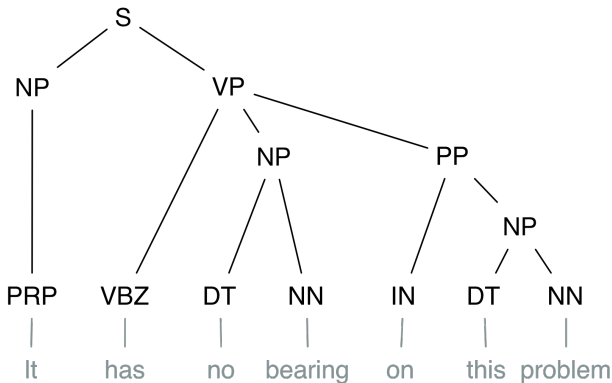 S
NP VP
NP PP
NP
PRP VBZ DT NN IN DT NN
It has no bearing on this problem